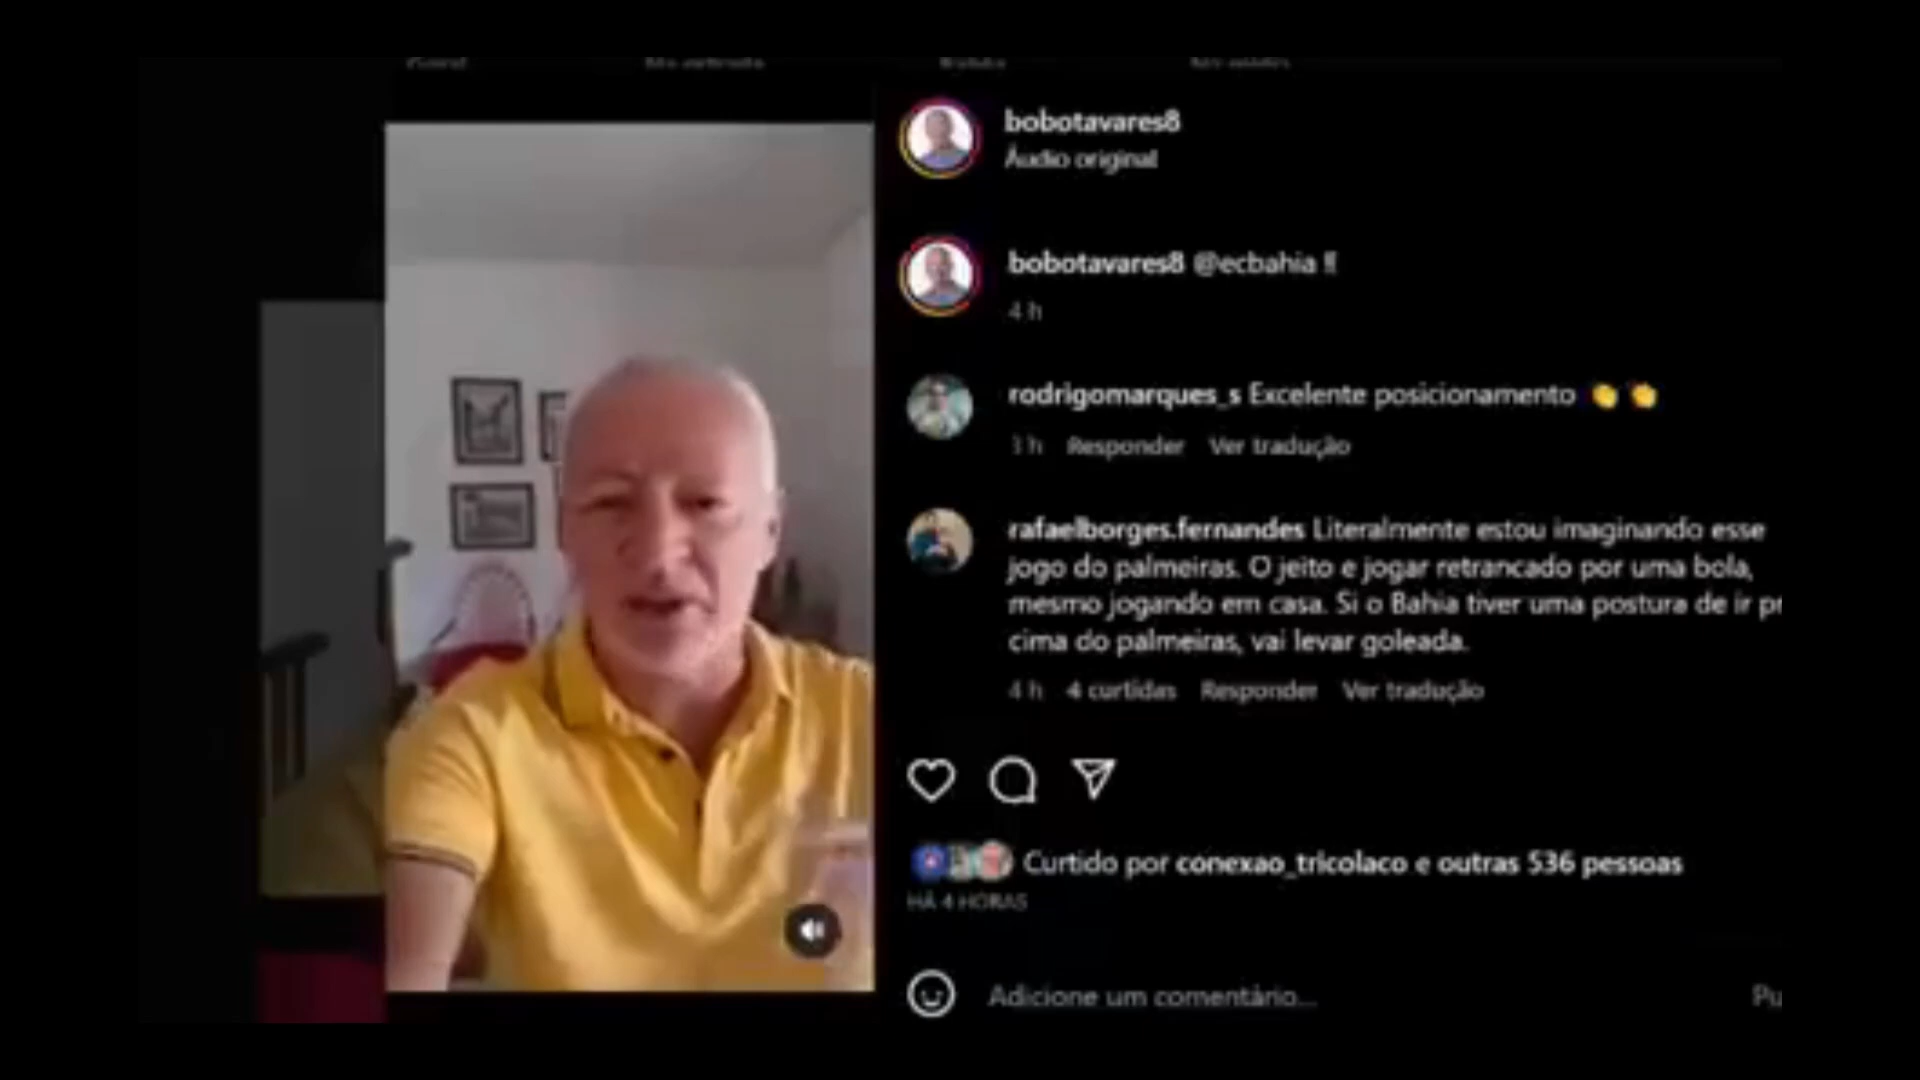 bobotavares8
Áudio original
bobotavares8 @ecbahia ‼
4 h
rodrigomarques_s Excelente posicionamento 👏 👏
3 h Responder Ver tradução
rafaelborges.fernandes Literalmente estou imaginando esse
jogo do palmeiras. O jeito e jogar retrancado por uma bola,
mesmo jogando em casa. Si o Bahia tiver uma postura de ir pr
cima do palmeiras, vai levar goleada.
4 h 4 curtidas Responder Ver tradução
Curtido por conexao_tricolaco e outras 536 pessoas
HÁ 4 HORAS
Adicione um comentário...
Pu